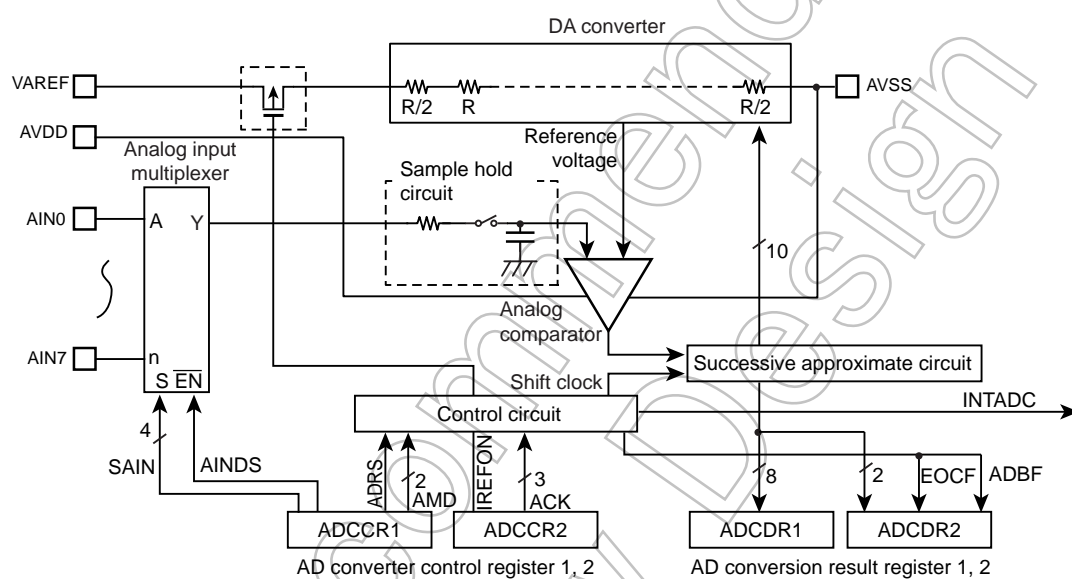 DA converter
VAREF
R/2
R
R/2
AVSS
AVDD
Reference
voltage
Analog input
multiplexer
Sample hold
circuit
AIN0
A
Y
10
Analog
comparator
AIN7
n
S EN
Successive approximate circuit
Shift clock
INTADC
Control circuit
4
SAIN
AINDS
ADRS
2
AMD
IREFON
3
ACK
8
2
EOCF
ADBF
ADCCR1
ADCCR2
ADCDR1
ADCDR2
AD converter control register 1, 2
AD conversion result register 1, 2
Design